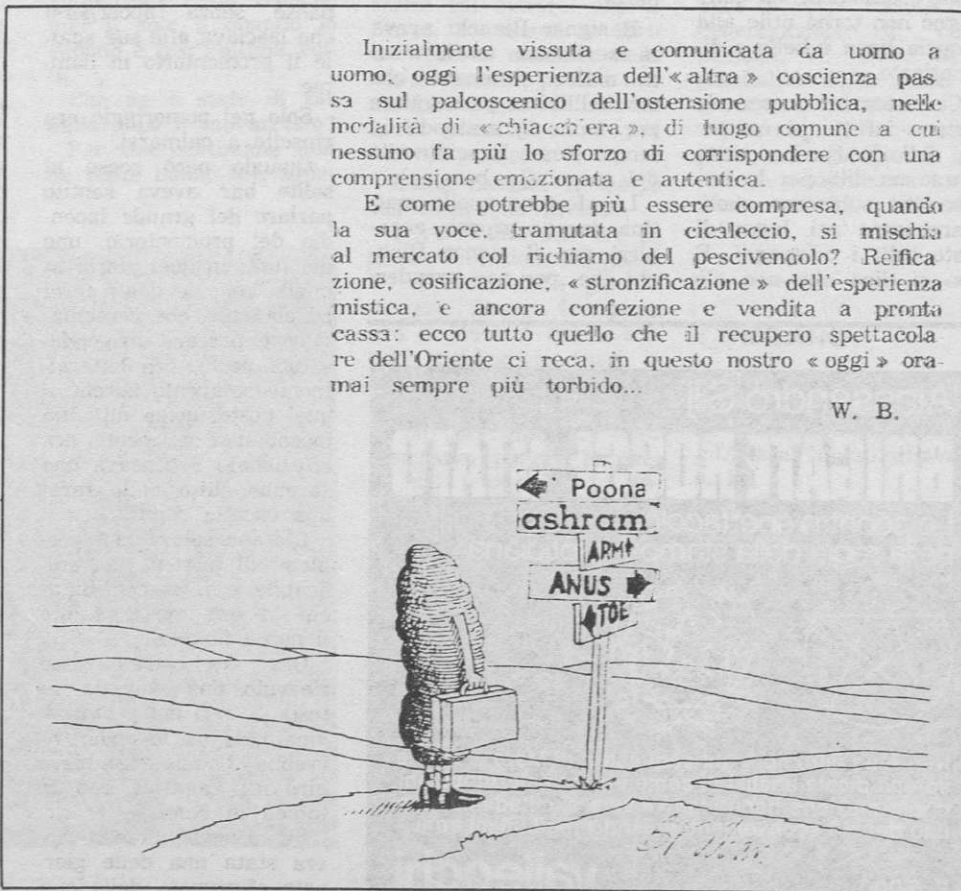 Inizialmente vissuta e comunicata da uomo a
uomo, oggi l'esperienza dell'« altra » coscienza pas
sa sul palcoscenico dell'ostensione pubblica, nelle
modalità di « chiacch'era », di luogo comune a cui
nessuno fa più lo sforzo di corrispondere con una
comprensione emozionata e autentica.
E come potrebbe più essere compresa, quando
la sua voce, tramutata in cicaleccio, si mischia
al mercato col richiamo del pescivendolo? Reifica
zione, cosificazione, « stronzificazione » dell'esperienza
mistica, e ancora confezione e vendita a pronta
cassa: ecco tutto quello che il recupero spettacola
re dell'Oriente ci reca, in questo nostro « oggi » ora-
mai sempre più torbido...
W. B.
Poona
ashram
ARM
ANUS
TOE